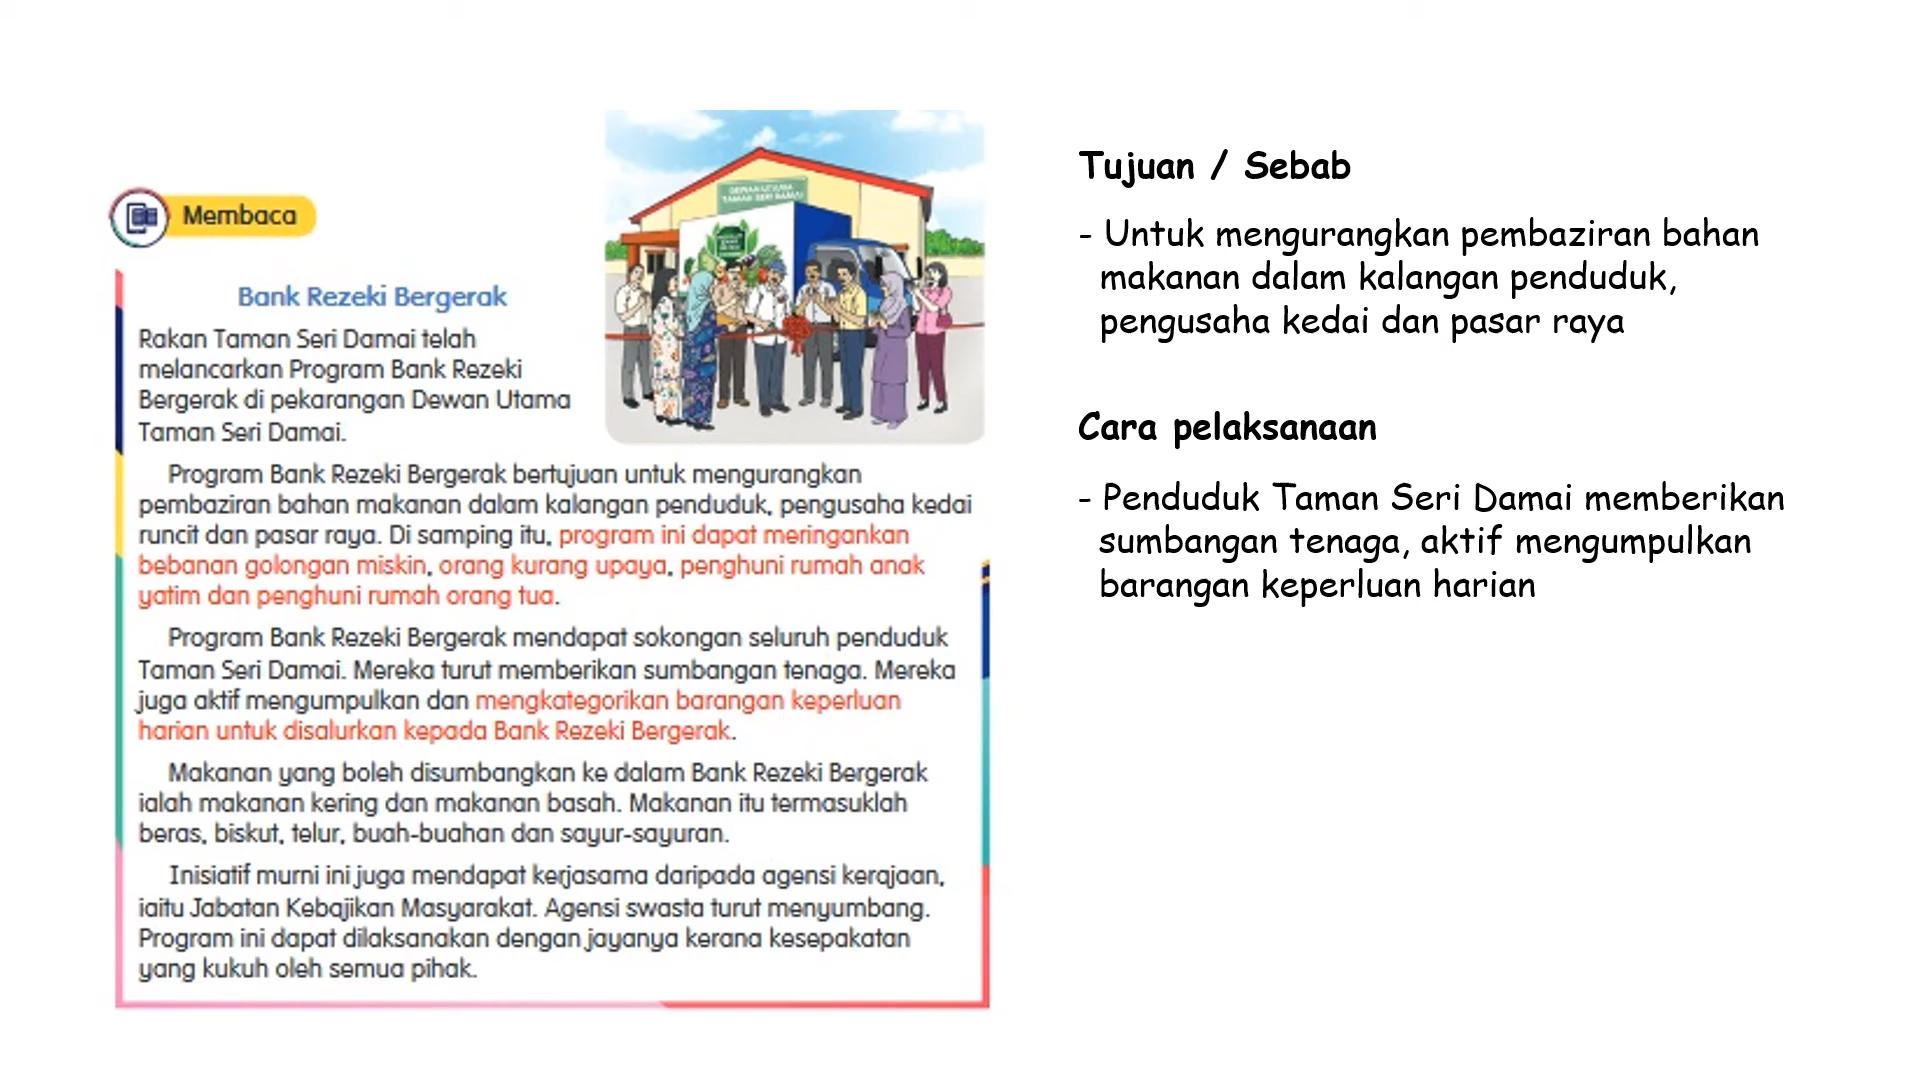 Membaca
DEWAN UTAMA
TAMAN SERI DAMAI
Bank Rezeki Bergerak
Rakan Taman Seri Damai telah
melancarkan Program Bank Rezeki
Bergerak di pekarangan Dewan Utama
Taman Seri Damai.
Program Bank Rezeki Bergerak bertujuan untuk mengurangkan
pembaziran bahan makanan dalam kalangan penduduk, pengusaha kedai
runcit dan pasar raya. Di samping itu, program ini dapat meringankan
bebanan golongan miskin, orang kurang upaya, penghuni rumah anak
yatim dan penghuni rumah orang tua.
Program Bank Rezeki Bergerak mendapat sokongan seluruh penduduk
Taman Seri Damai. Mereka turut memberikan sumbangan tenaga. Mereka
juga aktif mengumpulkan dan mengkategorikan barangan keperluan
harian untuk disalurkan kepada Bank Rezeki Bergerak.
Makanan yang boleh disumbangkan ke dalam Bank Rezeki Bergerak
ialah makanan kering dan makanan basah. Makanan itu termasuklah
beras, biskut, telur, buah-buahan dan sayur-sayuran.
Inisiatif murni ini juga mendapat kerjasama daripada agensi kerajaan,
iaitu Jabatan Kebajikan Masyarakat. Agensi swasta turut menyumbang.
Program ini dapat dilaksanakan dengan jayanya kerana kesepakatan
yang kukuh oleh semua pihak.
Tujuan / Sebab
- Untuk mengurangkan pembaziran bahan
makanan dalam kalangan penduduk,
pengusaha kedai dan pasar raya
Cara pelaksanaan
- Penduduk Taman Seri Damai memberikan
sumbangan tenaga, aktif mengumpulkan
barangan keperluan harian